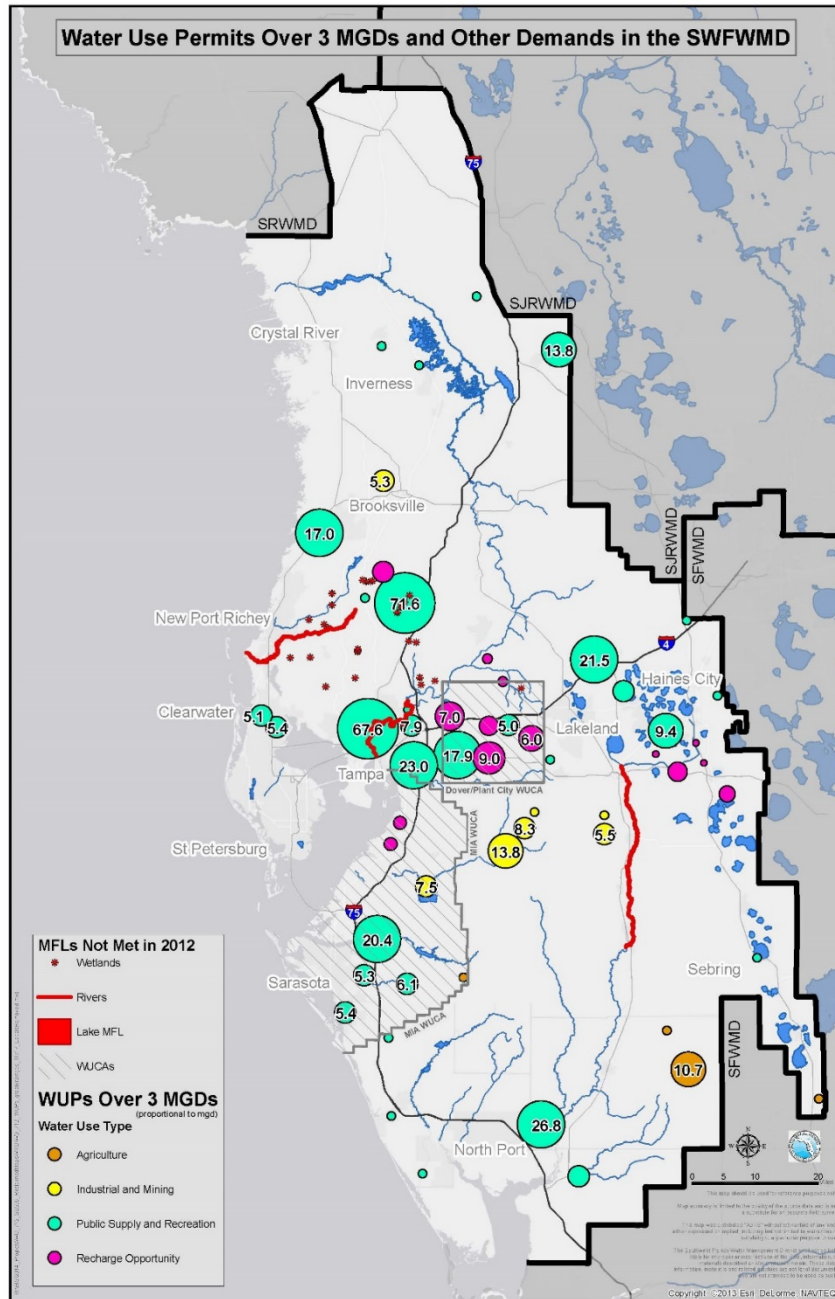 Water Use Permits Over 3 MGDs and Other Demands in the SWFWMD
75
SRWMD
SJRWMD
Crystal River
13.8
Inverness
5.3
Brooksville
17.0
SJRWMD
SFWMD
71.6
New Port Richey
4
21.5
Haines City
Clearwater
5.1
5.4
67.6
7.9
7.0
5.0
6.0
Lakeland
9.4
Tampa
23.0
17.9
9.0
Dover/Plant City WUCA
MIA WUCA
8.3
5.5
13.8
St Petersburg
7.5
75
20.4
Sarasota
5.3
6.1
5.4
MIA WUCA
Sebring
SFWMD
10.7
26.8
North Port
MFLs Not Met in 2012
Wetlands
Rivers
Lake MFL
WUCAs
WUPs Over 3 MGDs
(proportional to mgd)
Water Use Type
Agriculture
Industrial and Mining
Public Supply and Recreation
Recharge Opportunity
N
W
E
S
0 5 10 20
Copyright ©2013 Esri DeLorme NAVTEQ